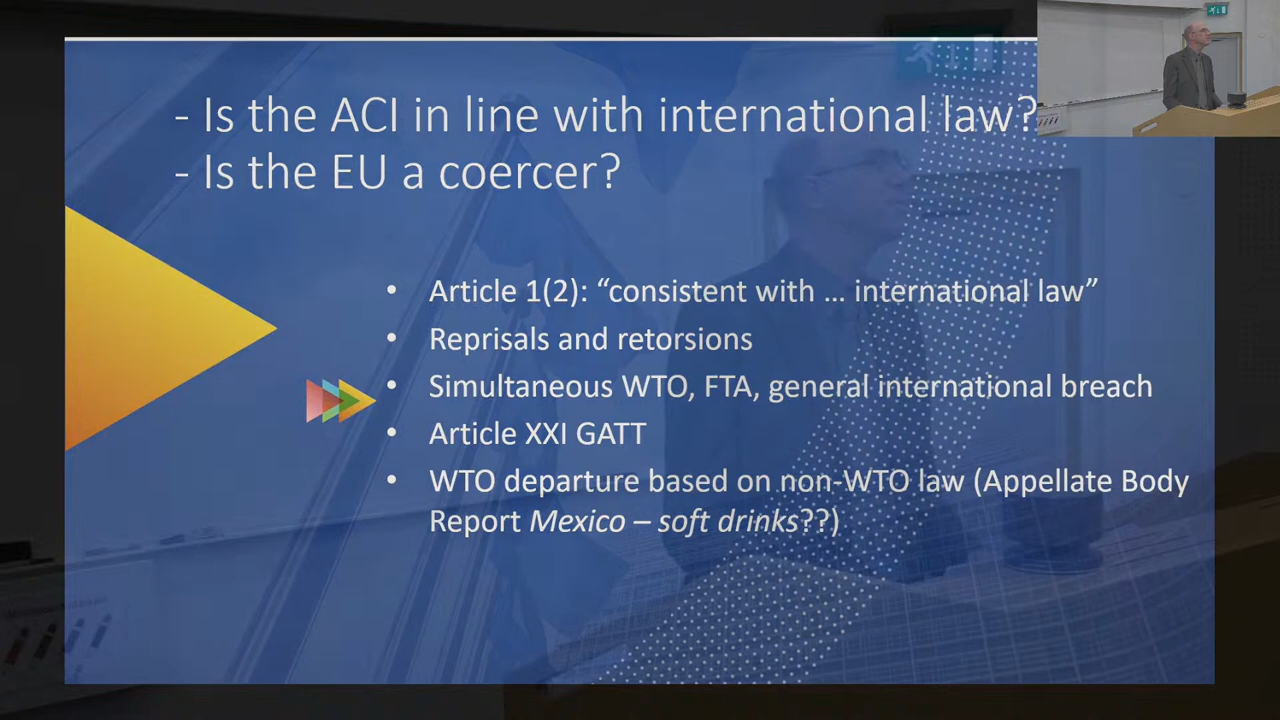 - Is the ACI in line with international law?
- Is the EU a coercer?
• Article 1(2): “consistent with … international law”
• Reprisals and retorsions
• Simultaneous WTO, FTA, general international breach
• Article XXI GATT
• WTO departure based on non-WTO law (Appellate Body
Report Mexico – soft drinks??)